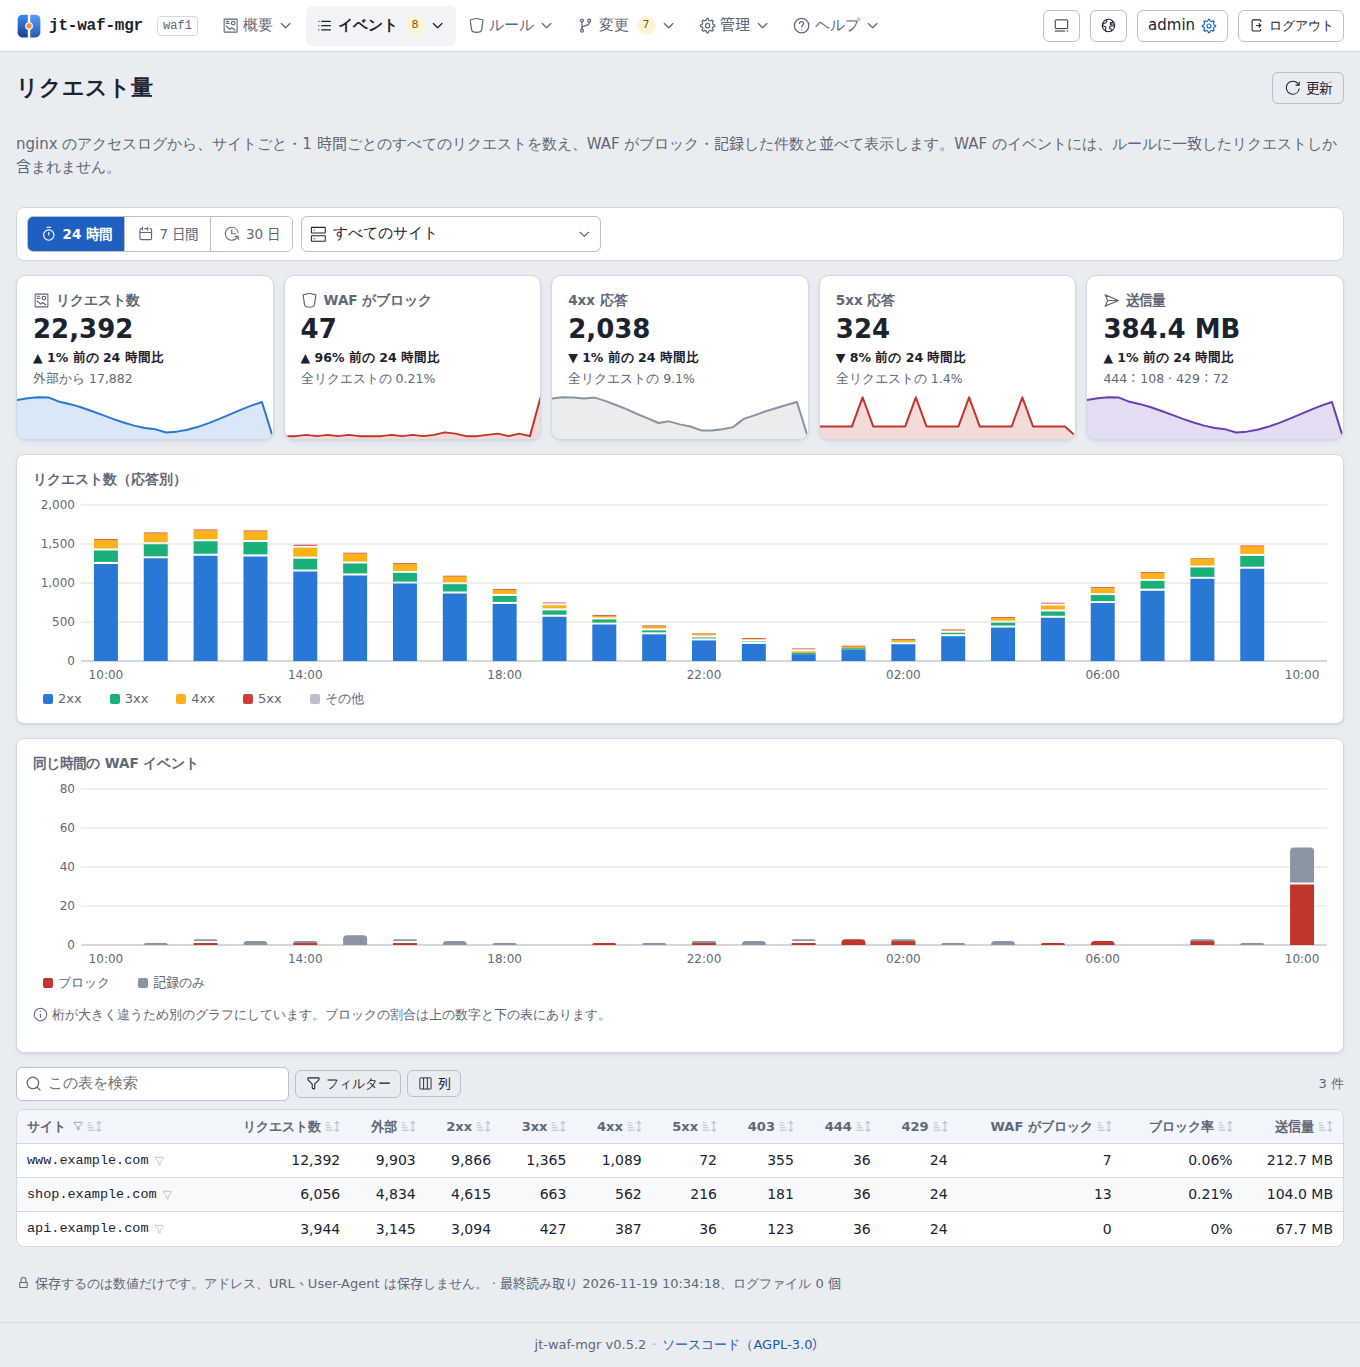 jt-waf-mgr waf1 概要 イベント 8 ルール 変更 7 管理 ヘルプ admin ログアウト
リクエスト量 更新
nginx のアクセスログから、サイトごと・1 時間ごとのすべてのリクエストを数え、WAF がブロック・記録した件数と並べて表示します。WAF のイベントには、ルールに一致したリクエストしか
含まれません。
24 時間 7 日間 30 日 すべてのサイト
リクエスト数
22,392
▲ 1% 前の 24 時間比
外部から 17,882
WAF がブロック
47
▲ 96% 前の 24 時間比
全リクエストの 0.21%
4xx 応答
2,038
▼ 1% 前の 24 時間比
全リクエストの 9.1%
5xx 応答
324
▼ 8% 前の 24 時間比
全リクエストの 1.4%
送信量
384.4 MB
▲ 1% 前の 24 時間比
444：108 · 429：72
リクエスト数（応答別）
2,000
1,500
1,000
500
0
10:00 14:00 18:00 22:00 02:00 06:00 10:00
2xx 3xx 4xx 5xx その他
同じ時間の WAF イベント
80
60
40
20
0
10:00 14:00 18:00 22:00 02:00 06:00 10:00
ブロック 記録のみ
桁が大きく違うため別のグラフにしています。ブロックの割合は上の数字と下の表にあります。
この表を検索 フィルター 列 3 件
サイト リクエスト数 外部 2xx 3xx 4xx 5xx 403 444 429 WAF がブロック ブロック率 送信量
www.example.com 12,392 9,903 9,866 1,365 1,089 72 355 36 24 7 0.06% 212.7 MB
shop.example.com 6,056 4,834 4,615 663 562 216 181 36 24 13 0.21% 104.0 MB
api.example.com 3,944 3,145 3,094 427 387 36 123 36 24 0 0% 67.7 MB
保存するのは数値だけです。アドレス、URL、User-Agent は保存しません。 · 最終読み取り 2026-11-19 10:34:18、ログファイル 0 個
jt-waf-mgr v0.5.2 · ソースコード（AGPL-3.0）